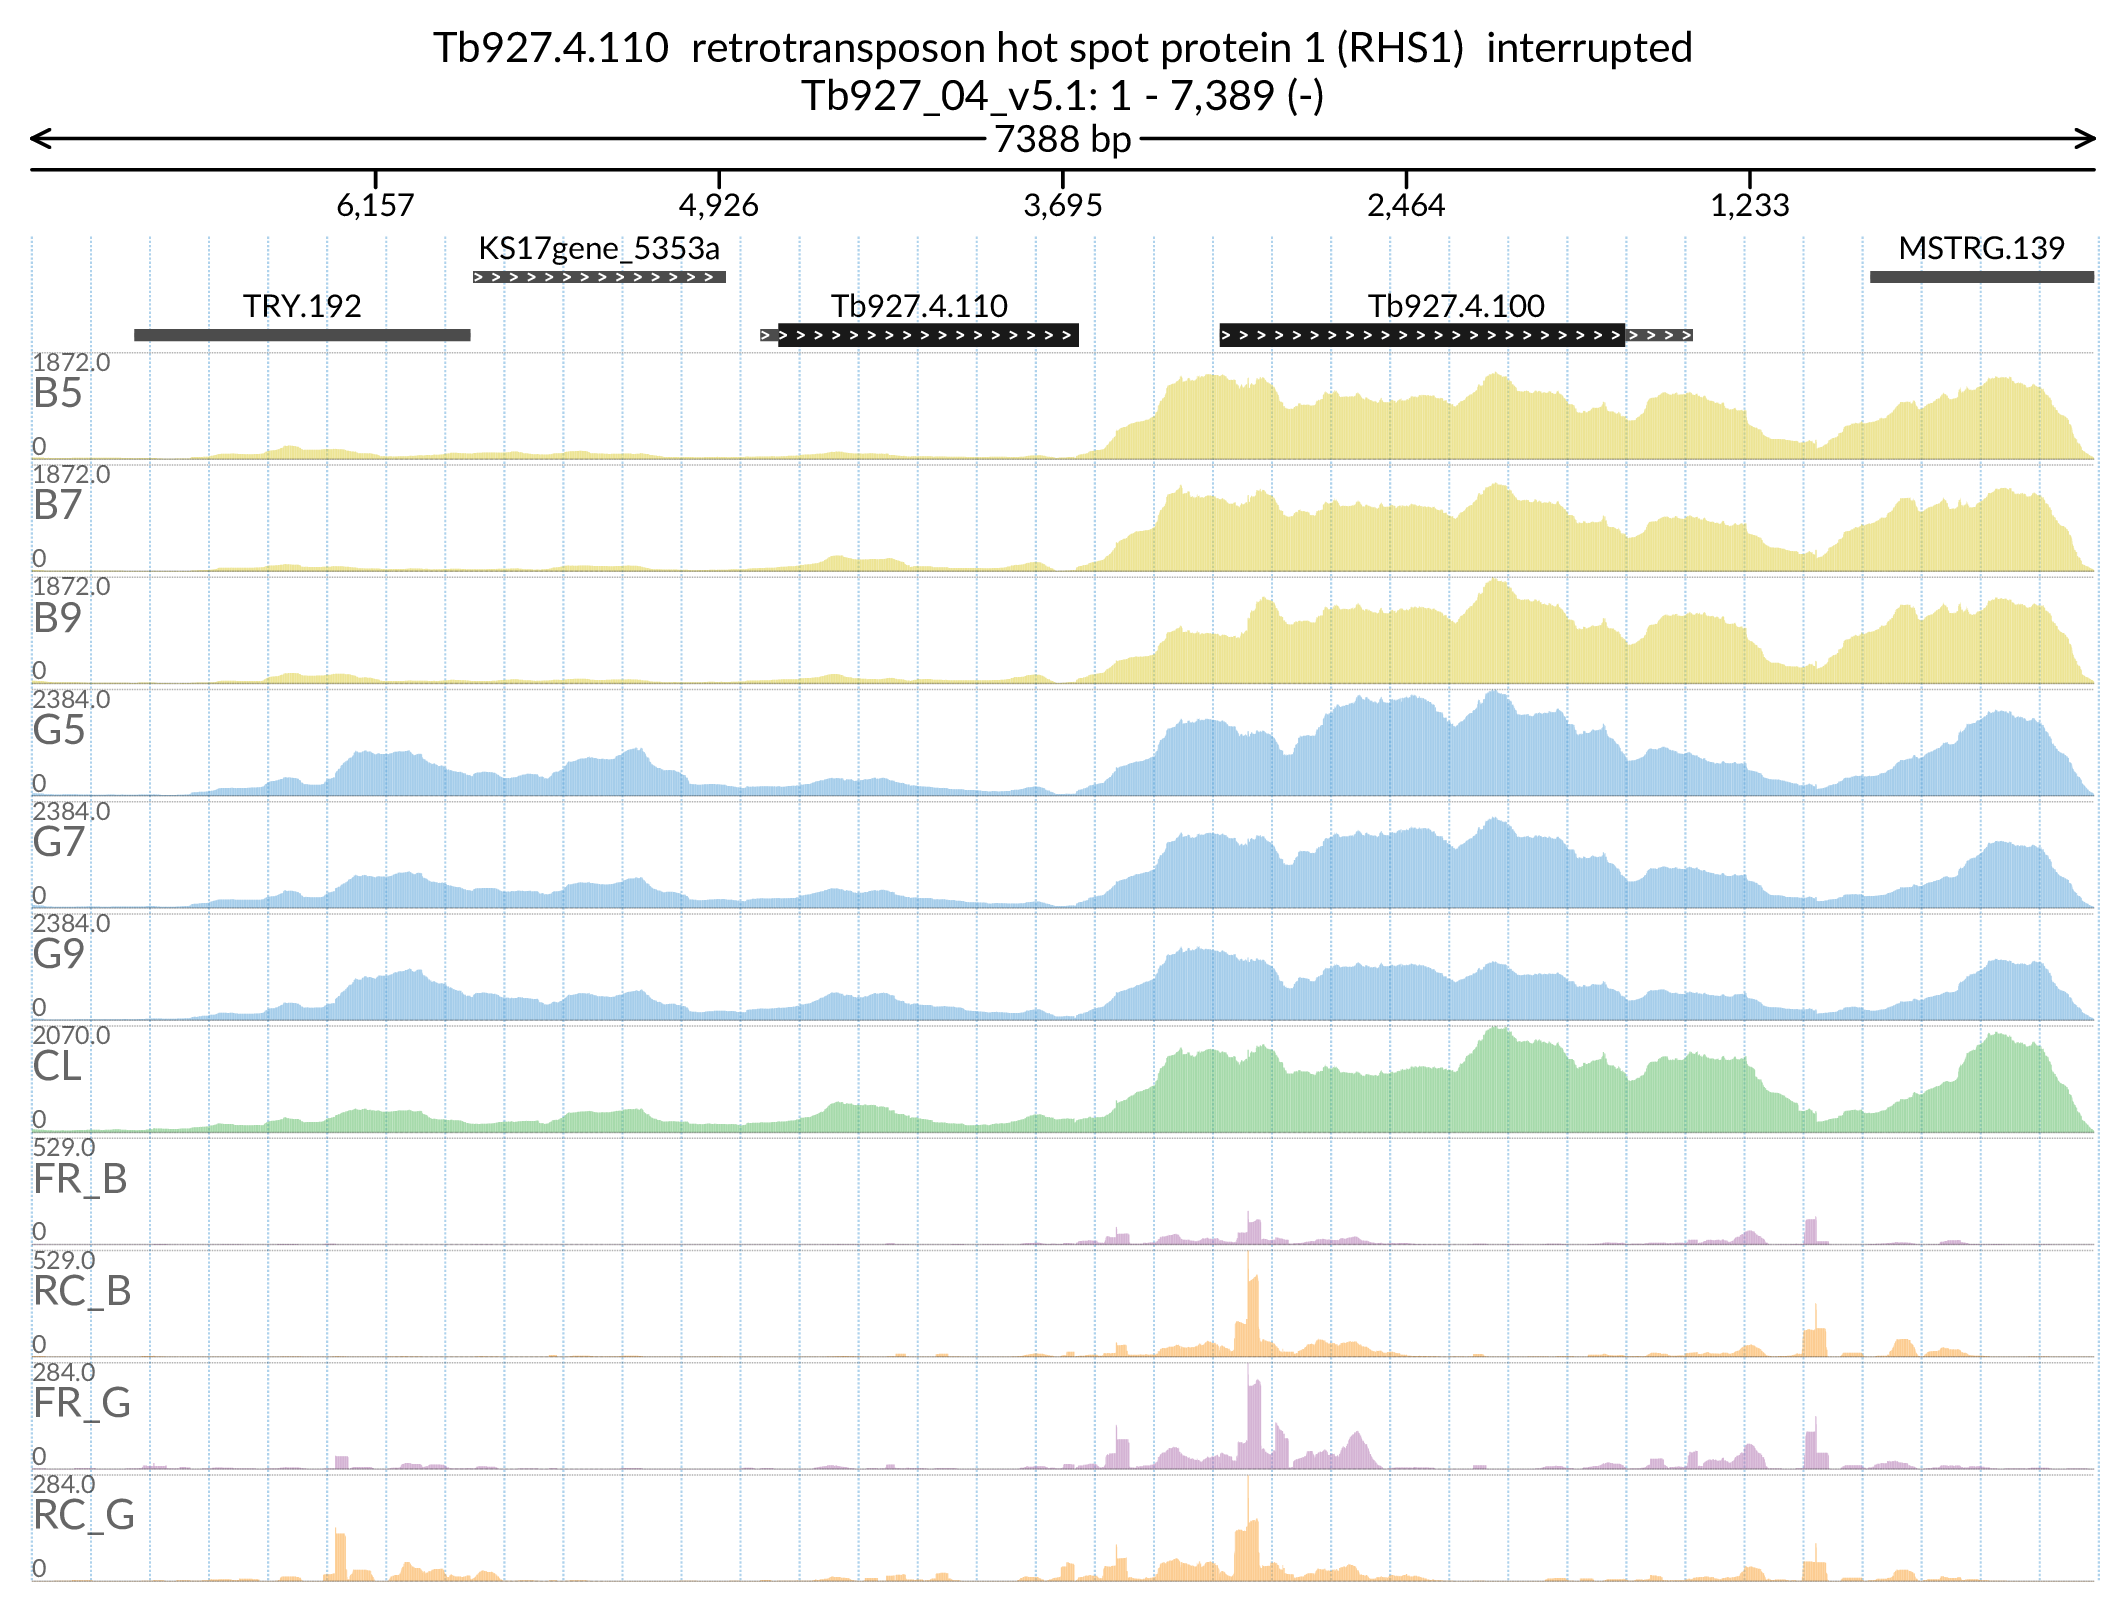 Tb927.4.110 retrotransposon hot spot protein 1 (RHS1) interrupted
Tb927_04_v5.1: 1 - 7,389 (-)
7388 bp
6,157 4,926 3,695 2,464 1,233
KS17gene_5353a MSTRG.139
TRY.192 Tb927.4.110 Tb927.4.100
1872.0
B5
0
1872.0
B7
0
1872.0
B9
0
2384.0
G5
0
2384.0
G7
0
2384.0
G9
0
2070.0
CL
0
529.0
FR_B
0
529.0
RC_B
0
284.0
FR_G
0
284.0
RC_G
0